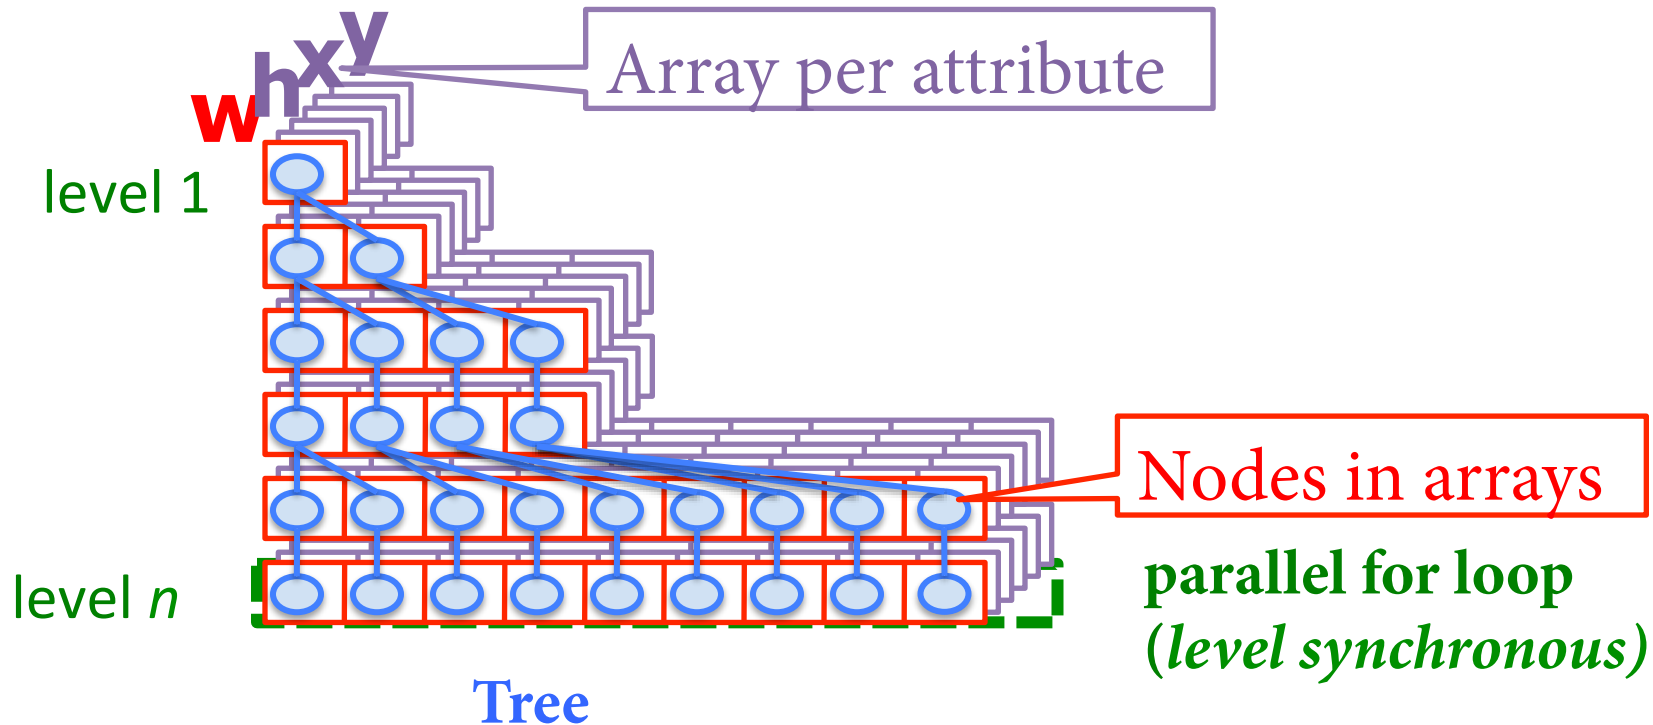 y
x
h
w
Array per attribute
level 1
Nodes in arrays
parallel for loop
level n
(level synchronous)
Tree